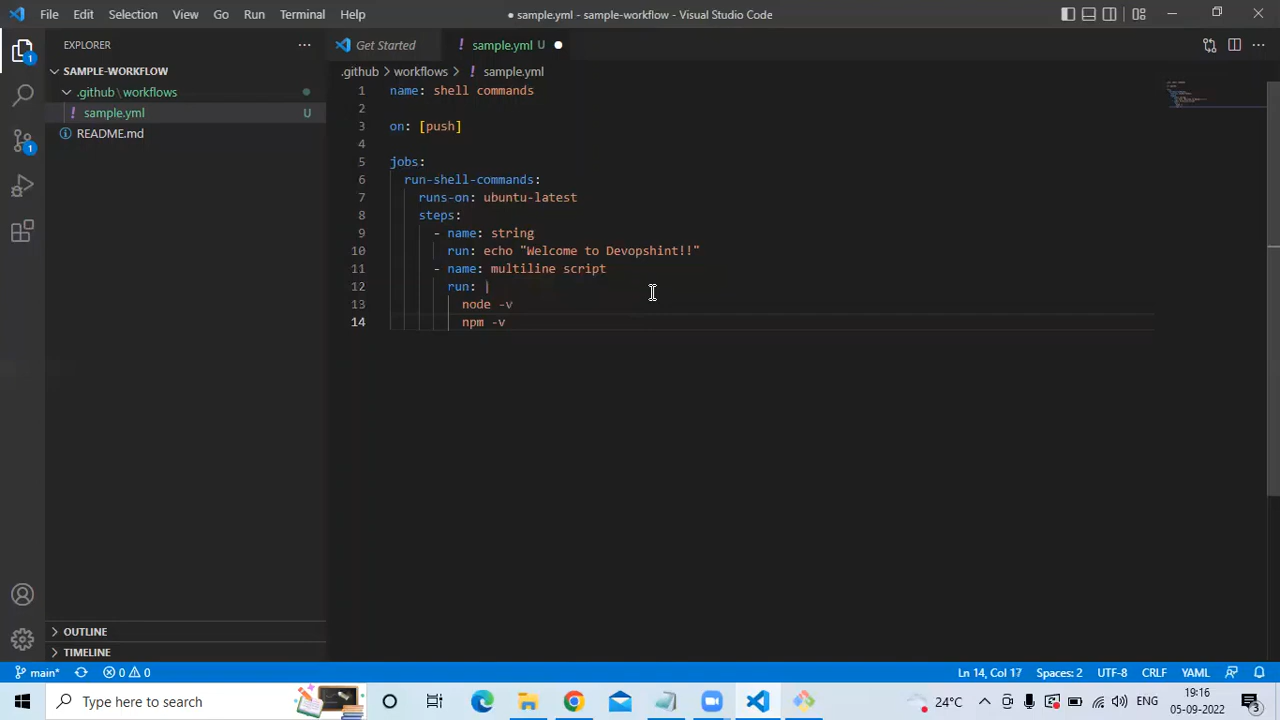 File Edit Selection View Go Run Terminal Help
● sample.yml - sample-workflow - Visual Studio Code
EXPLORER
SAMPLE-WORKFLOW
.github\workflows
! sample.yml U
README.md
OUTLINE
TIMELINE
Get Started
! sample.yml U ●
.github > workflows > ! sample.yml
1 name: shell commands
2
3 on: [push]
4
5 jobs:
6 run-shell-commands:
7 runs-on: ubuntu-latest
8 steps:
9 - name: string
10 run: echo "Welcome to Devopshint!!"
11 - name: multiline script
12 run: |
13 node -v
14 npm -v
1
1
main* 0 0
Ln 14, Col 17 Spaces: 2 UTF-8 CRLF YAML
Type here to search
24°C ENG
19:16
05-09-2022
3